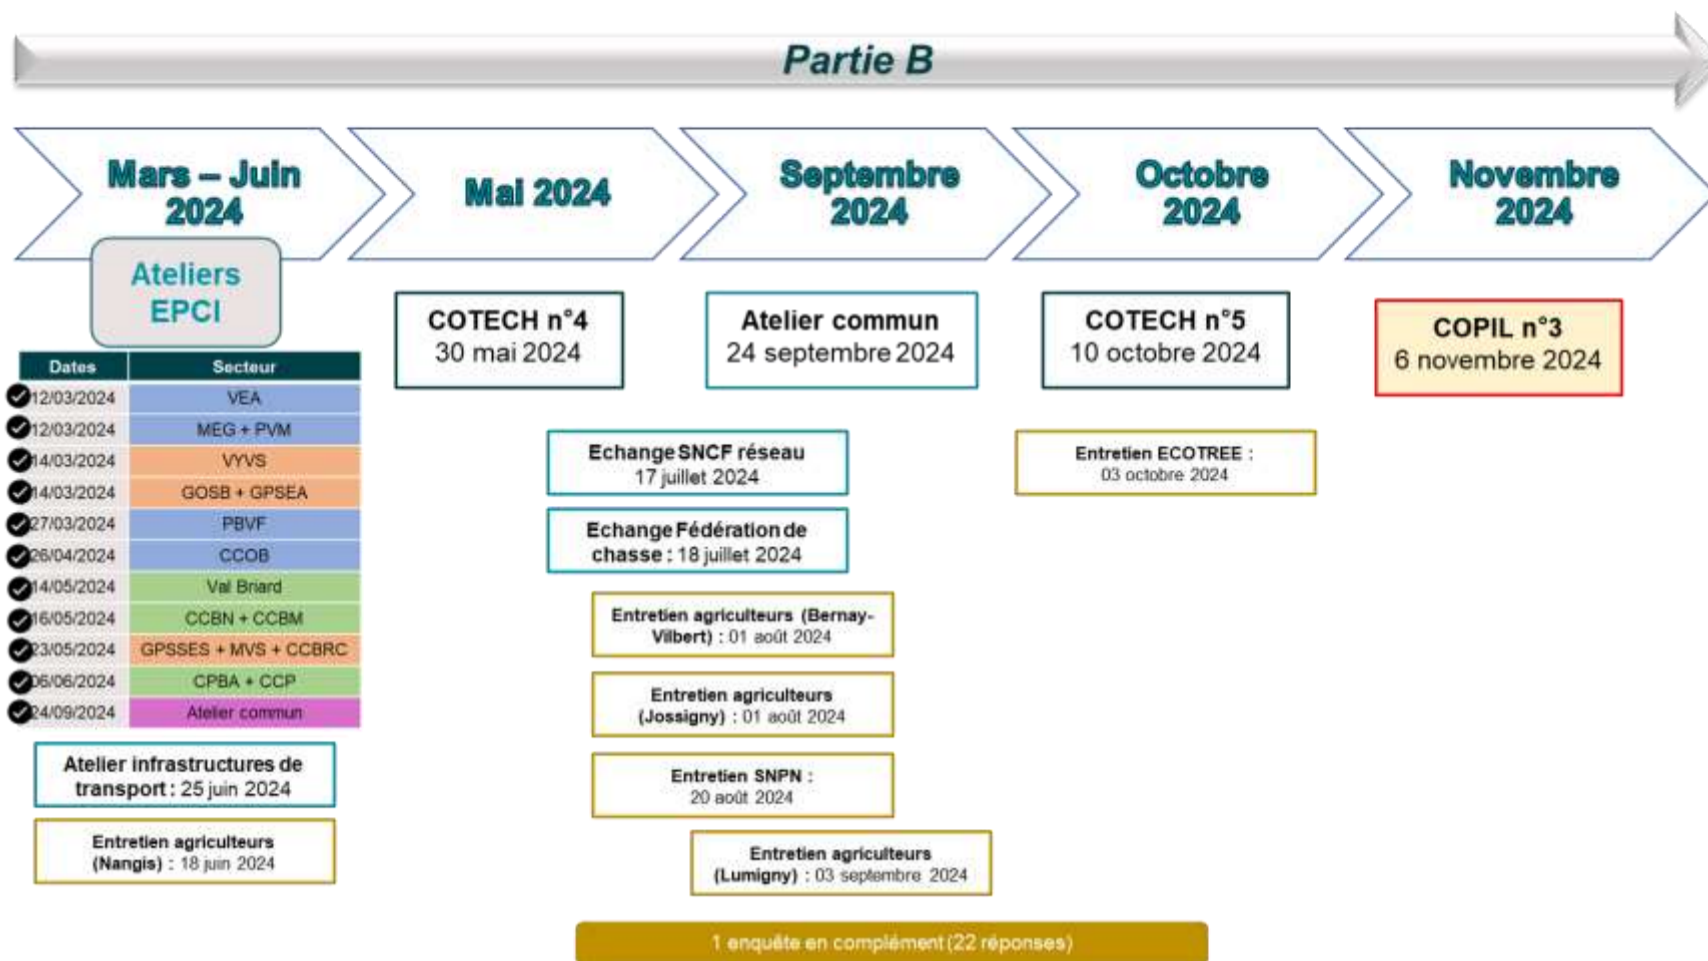 Partie B
Mars – Juin
2024
Mai 2024
Septembre
2024
Octobre
2024
Novembre
2024
Ateliers
EPCI
Dates Secteur
12/03/2024 VEA
12/03/2024 MEG + PVM
14/03/2024 VYVS
14/03/2024 GOSB + GPSEA
27/03/2024 PBVF
26/04/2024 CCOB
14/05/2024 Val Briard
16/05/2024 CCBN + CCBM
23/05/2024 GPSSES + MVS + CCBRC
06/06/2024 CPBA + CCP
24/09/2024 Atelier commun
Atelier infrastructures de
transport : 25 juin 2024
Entretien agriculteurs
(Nangis) : 18 juin 2024
COTECH n°4
30 mai 2024
Atelier commun
24 septembre 2024
COTECH n°5
10 octobre 2024
COPIL n°3
6 novembre 2024
Echange SNCF réseau
17 juillet 2024
Echange Fédération de
chasse : 18 juillet 2024
Entretien agriculteurs (Bernay-
Vilbert) : 01 août 2024
Entretien agriculteurs
(Jossigny) : 01 août 2024
Entretien SNPN :
20 août 2024
Entretien agriculteurs
(Lumigny) : 03 septembre 2024
Entretien ECOTREE :
03 octobre 2024
1 enquête en complément (22 réponses)